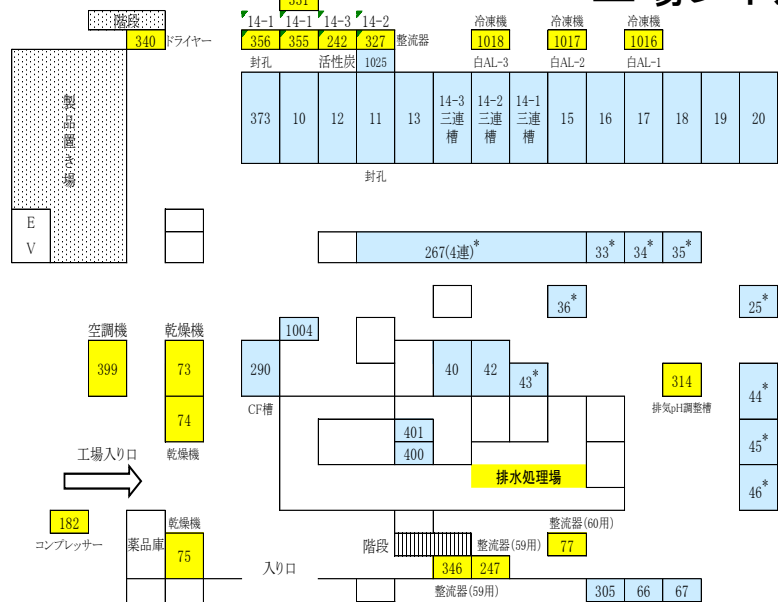 階段
340
ドライヤー
14-1
14-1
14-3
14-2
356
355
242
327
整流器
封孔
活性炭
1025
冷凍機
冷凍機
冷凍機
1018
1017
1016
白AL-3
白AL-2
白AL-1
製品置き場
E
V
373
10
12
11
13
14-3
三連
槽
14-2
三連
槽
14-1
三連
槽
15
16
17
18
19
20
封孔
267(4連)*
33*
34*
35*
36*
25*
空調機
乾燥機
1004
399
73
290
40
42
43*
314
44*
74
CF槽
排気pH調整槽
401
45*
工場入り口
乾燥機
400
排水処理場
46*
182
乾燥機
整流器(60用)
コンプレッサー
薬品庫
75
階段
整流器(59用)
77
入り口
346
247
整流器(59用)
305
66
67